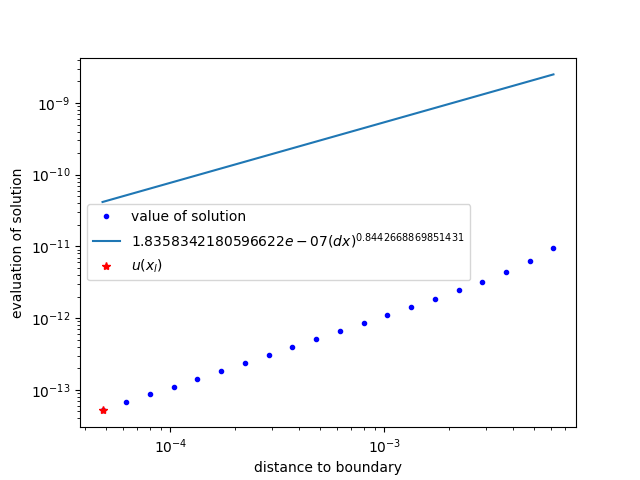 10⁻⁹
10⁻¹⁰
10⁻¹¹
10⁻¹²
10⁻¹³
evaluation of solution
value of solution
1.8358342180596622e − 07(dx)^0.8442668869851431
u(x_l)
10⁻⁴
10⁻³
distance to boundary